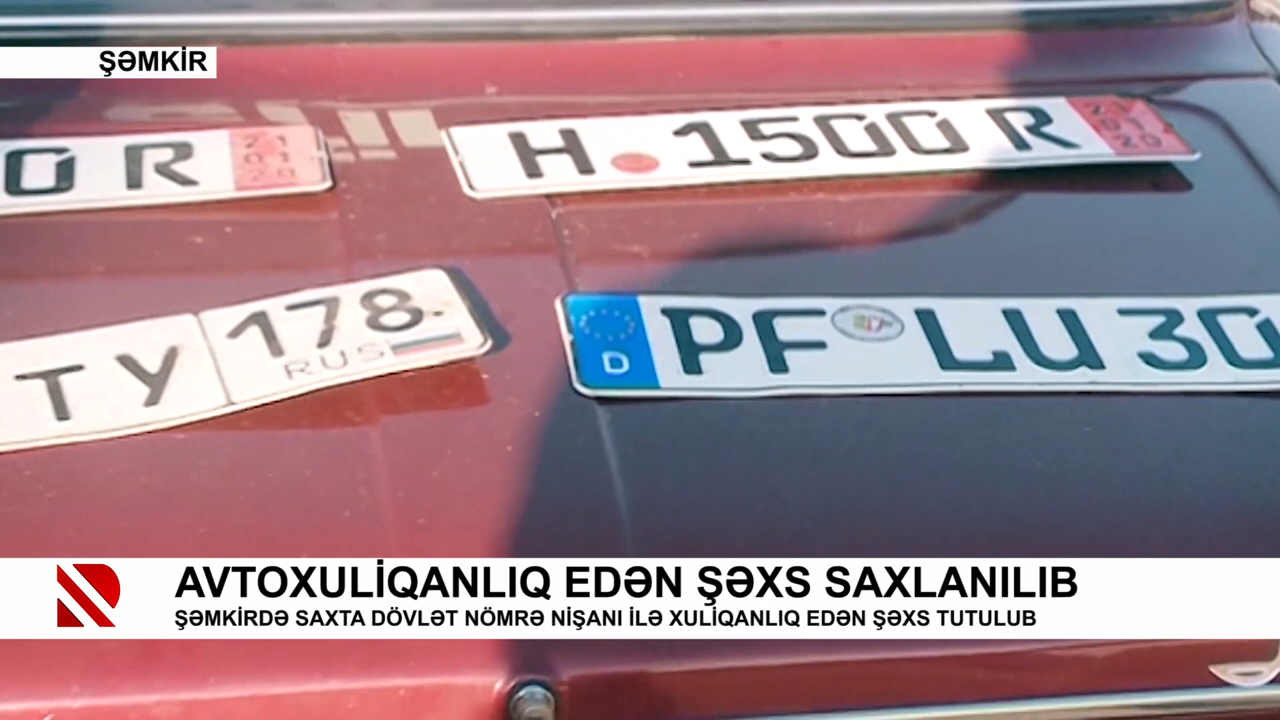 ŞƏMKİR
0 R
H 1500 R
TY 178
RUS
D PF LU 30
AVTOXULİQANLIQ EDƏN ŞƏXS SAXLANILIB
ŞƏMKİRDƏ SAXTA DÖVLƏT NÖMRƏ NİŞANI İLƏ XULİQANLIQ EDƏN ŞƏXS TUTULUB